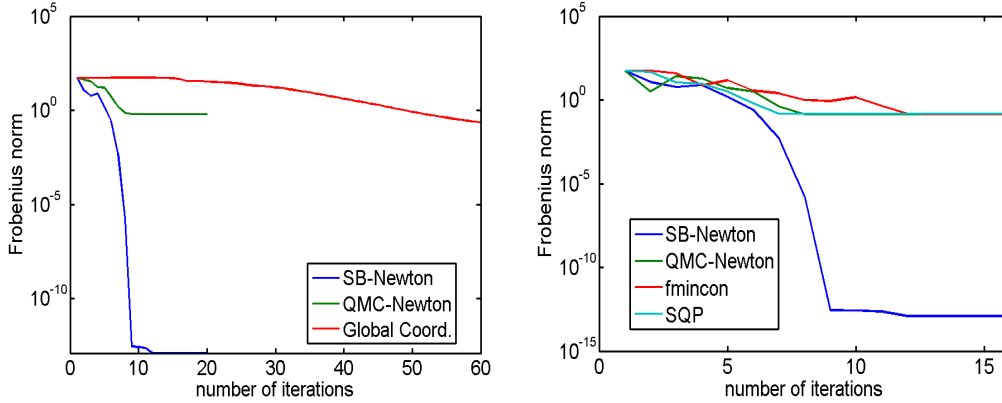 10^5
10^0
10^-5
10^-10
Frobenius norm
0
10
20
30
40
50
60
number of iterations
SB-Newton
QMC-Newton
Global Coord.
10^5
10^0
10^-5
10^-10
10^-15
Frobenius norm
0
5
10
15
number of iterations
SB-Newton
QMC-Newton
fmincon
SQP